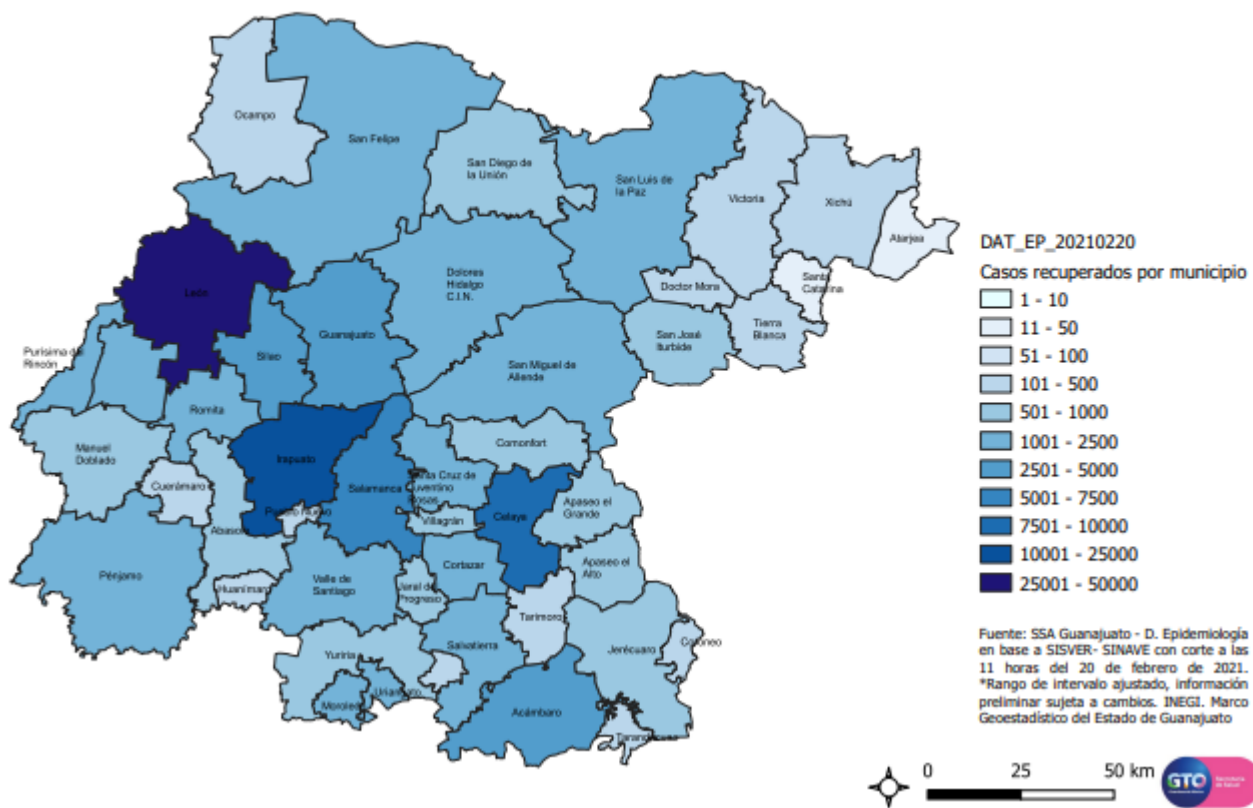 Ocampo
San Felipe
San Diego de
la Unión
San Luis de
la Paz
Victoria
Xichú
Atarjea
León
Dolores
Hidalgo
C.I.N.
Doctor Mora
Santa
Catarina
Tierra
Blanca
San José
Iturbide
Guanajuato
Silao
Purísima de
Rincón
San Miguel de
Allende
Romita
Manuel
Doblado
Irapuato
Comonfort
Cuerámaro
Salamanca
Santa Cruz de
Juventino
Rosas
Celaya
Apaseo el
Grande
Pueblo Nuevo
Villagrán
Abasolo
Pénjamo
Cortazar
Apaseo el
Alto
Huanímaro
Valle de
Santiago
Jaral del
Progreso
Tarimoro
Salvatierra
Yuriria
Jerécuaro
Coroneo
Uriangato
Moroleón
Acámbaro
Tarandacuao
DAT_EP_20210220
Casos recuperados por municipio
1 - 10
11 - 50
51 - 100
101 - 500
501 - 1000
1001 - 2500
2501 - 5000
5001 - 7500
7501 - 10000
10001 - 25000
25001 - 50000
Fuente: SSA Guanajuato - D. Epidemiología
en base a SISVER- SINAVE con corte a las
11 horas del 20 de febrero de 2021.
*Rango de intervalo ajustado, información
preliminar sujeta a cambios. INEGI. Marco
Geoestadístico del Estado de Guanajuato
0 25 50 km
GTO
Secretaría
de Salud